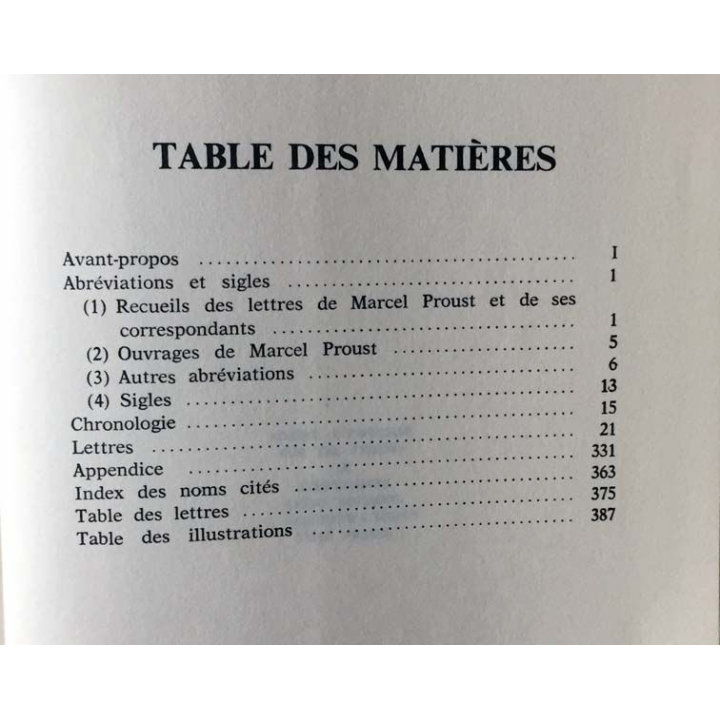 TABLE DES MATIÈRES
Avant-propos .................................................. I
Abréviations et sigles .................................................. 1
(1) Recueils des lettres de Marcel Proust et de ses
correspondants .................................................. 1
(2) Ouvrages de Marcel Proust .................................................. 5
(3) Autres abréviations .................................................. 6
(4) Sigles .................................................. 13
Chronologie .................................................. 15
Lettres .................................................. 21
Appendice .................................................. 331
Index des noms cités .................................................. 363
Table des lettres .................................................. 375
Table des illustrations .................................................. 387